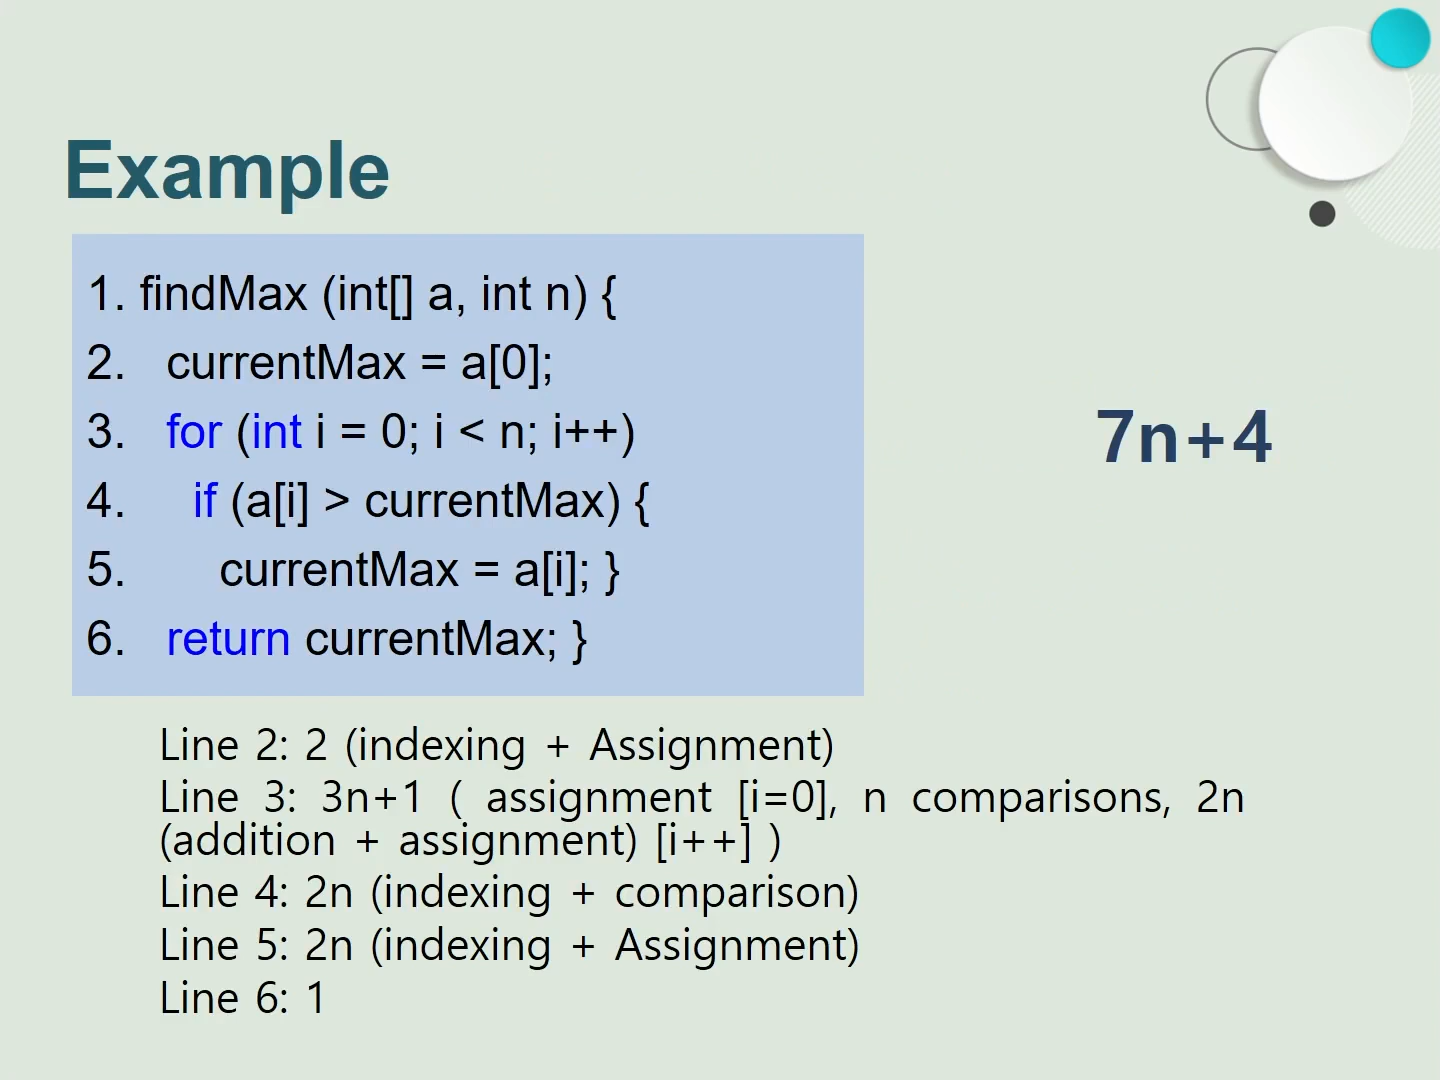 Example
1. findMax (int[] a, int n) {
2. currentMax = a[0];
3. for (int i = 0; i < n; i++)
4. if (a[i] > currentMax) {
5. currentMax = a[i]; }
6. return currentMax; }
7n+4
Line 2: 2 (indexing + Assignment)
Line 3: 3n+1 ( assignment [i=0], n comparisons, 2n
(addition + assignment) [i++] )
Line 4: 2n (indexing + comparison)
Line 5: 2n (indexing + Assignment)
Line 6: 1